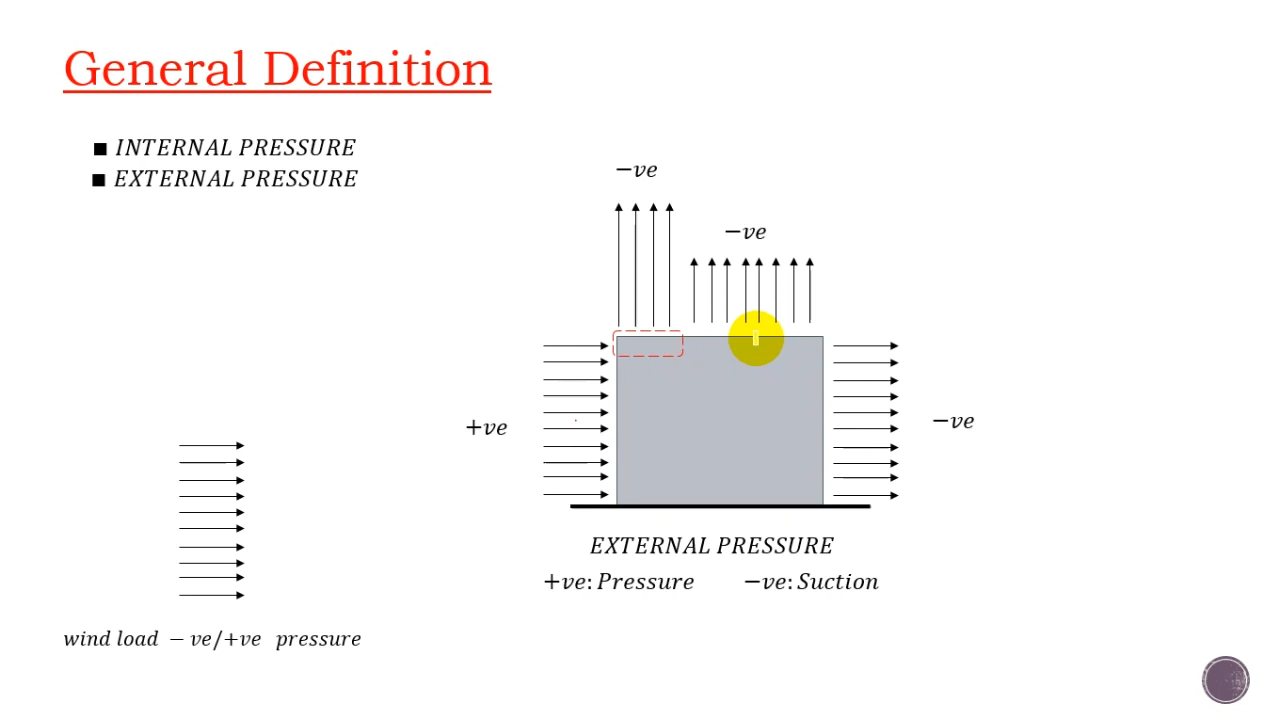 General Definition
■ INTERNAL PRESSURE
■ EXTERNAL PRESSURE
−ve
−ve
+ve
−ve
EXTERNAL PRESSURE
+ve: Pressure −ve: Suction
wind load − ve/+ve pressure